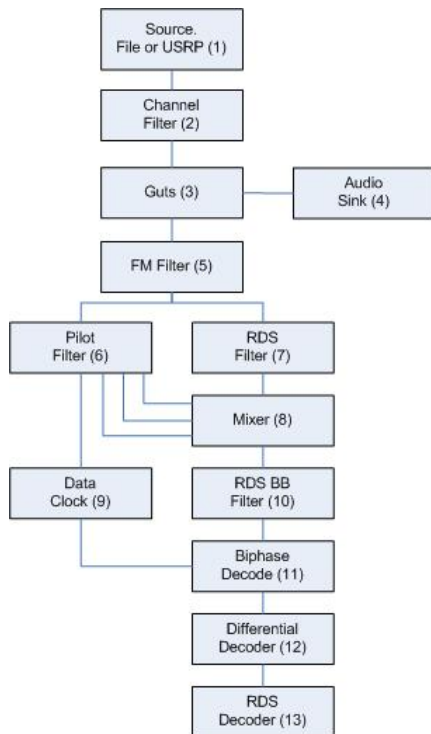 Source.
File or USRP (1)
Channel
Filter (2)
Guts (3)
Audio
Sink (4)
FM Filter (5)
Pilot
Filter (6)
RDS
Filter (7)
Mixer (8)
Data
Clock (9)
RDS BB
Filter (10)
Biphase
Decode (11)
Differential
Decoder (12)
RDS
Decoder (13)